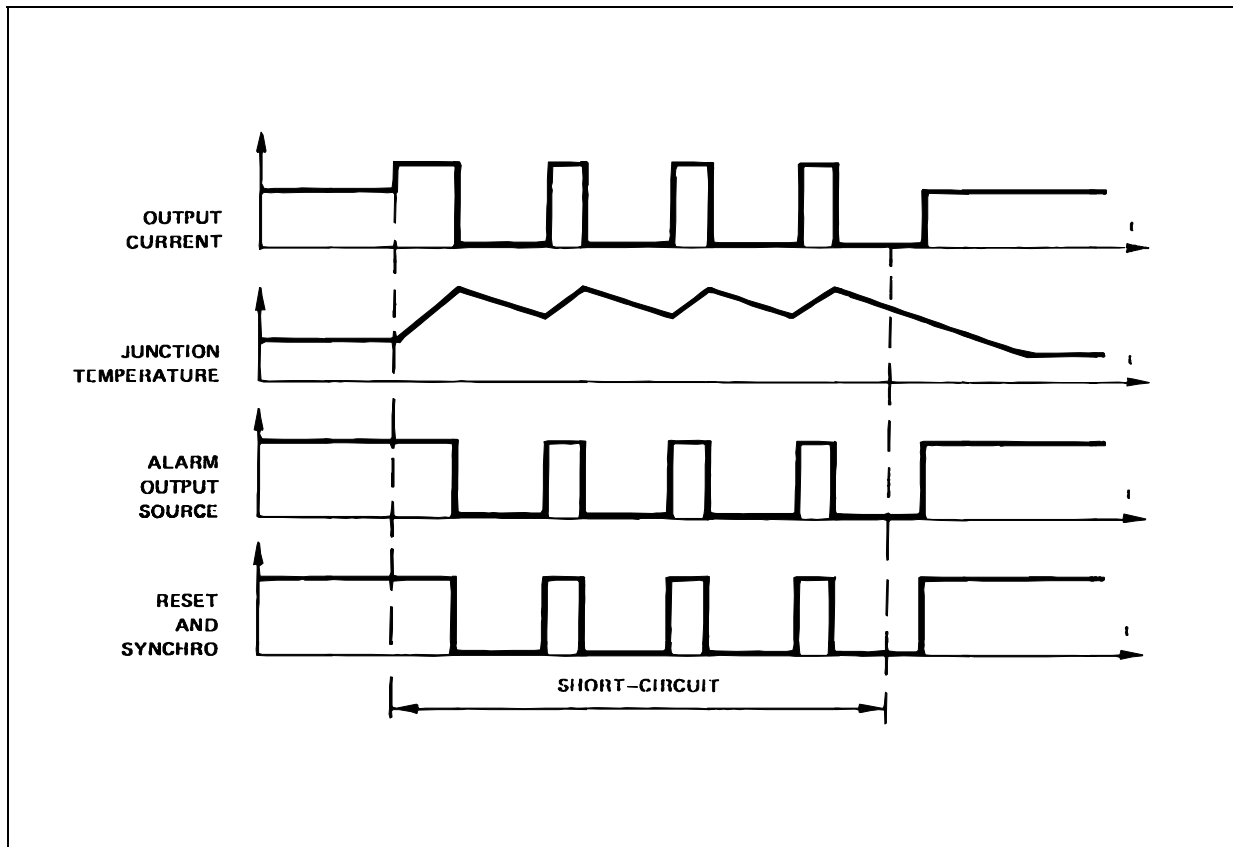 OUTPUT
CURRENT
t
JUNCTION
TEMPERATURE
t
ALARM
OUTPUT
SOURCE
t
RESET
AND
SYNCHRO
t
SHORT-CIRCUIT